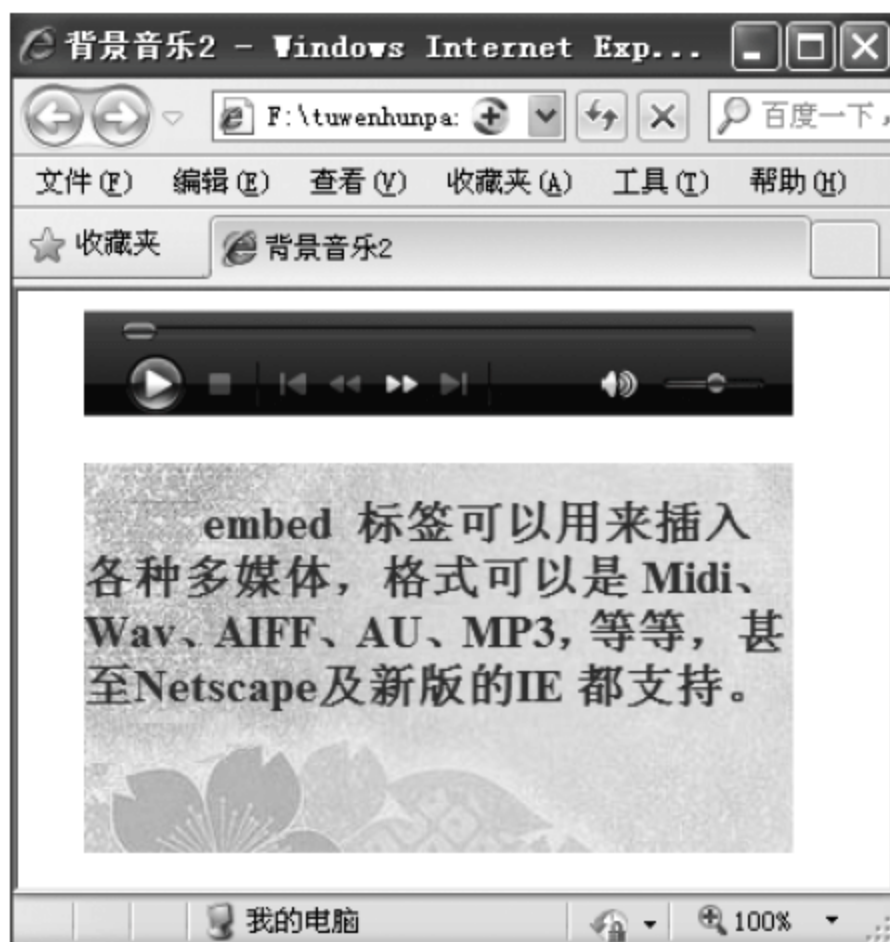 背景音乐2 - Windows Internet Exp...
F:\tuwenhunpa:
百度一下，
文件(F) 编辑(E) 查看(V) 收藏夹(A) 工具(T) 帮助(H)
收藏夹 背景音乐2
embed 标签可以用来插入
各种多媒体，格式可以是 Midi、
Wav、AIFF、AU、MP3, 等等，甚
至Netscape及新版的IE 都支持。
我的电脑 100%